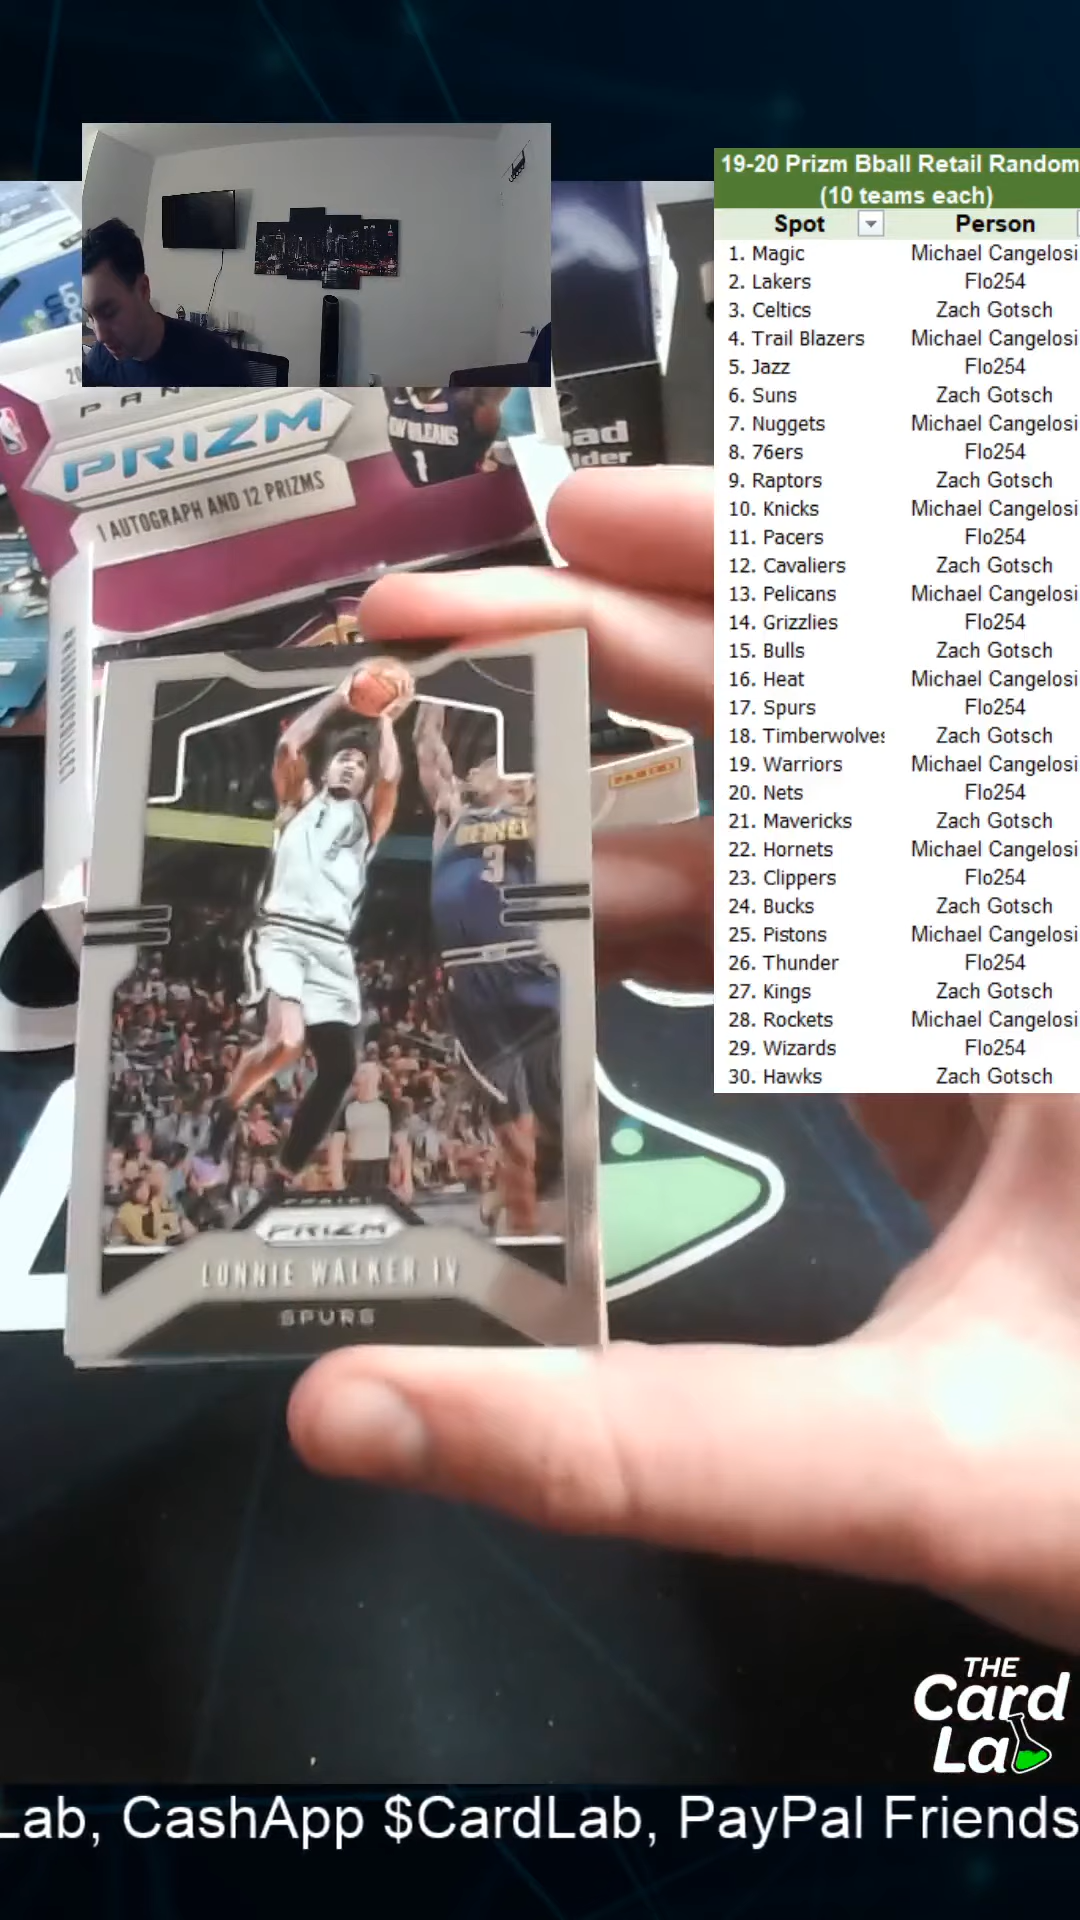 19-20 Prizm Bball Retail Random
(10 teams each)
Spot Person
1. Magic Michael Cangelosi
2. Lakers Flo254
3. Celtics Zach Gotsch
4. Trail Blazers Michael Cangelosi
5. Jazz Flo254
6. Suns Zach Gotsch
7. Nuggets Michael Cangelosi
8. 76ers Flo254
9. Raptors Zach Gotsch
10. Knicks Michael Cangelosi
11. Pacers Flo254
12. Cavaliers Zach Gotsch
13. Pelicans Michael Cangelosi
14. Grizzlies Flo254
15. Bulls Zach Gotsch
16. Heat Michael Cangelosi
17. Spurs Flo254
18. Timberwolves Zach Gotsch
19. Warriors Michael Cangelosi
20. Nets Flo254
21. Mavericks Zach Gotsch
22. Hornets Michael Cangelosi
23. Clippers Flo254
24. Bucks Zach Gotsch
25. Pistons Michael Cangelosi
26. Thunder Flo254
27. Kings Zach Gotsch
28. Rockets Michael Cangelosi
29. Wizards Flo254
30. Hawks Zach Gotsch
PRIZM
1 AUTOGRAPH AND 12 PRIZMS
1
PANINI
3
PANINI
PRIZM
LONNIE WALKER IV
SPURS
THE
Card
Lab
Lab, CashApp $CardLab, PayPal Friends